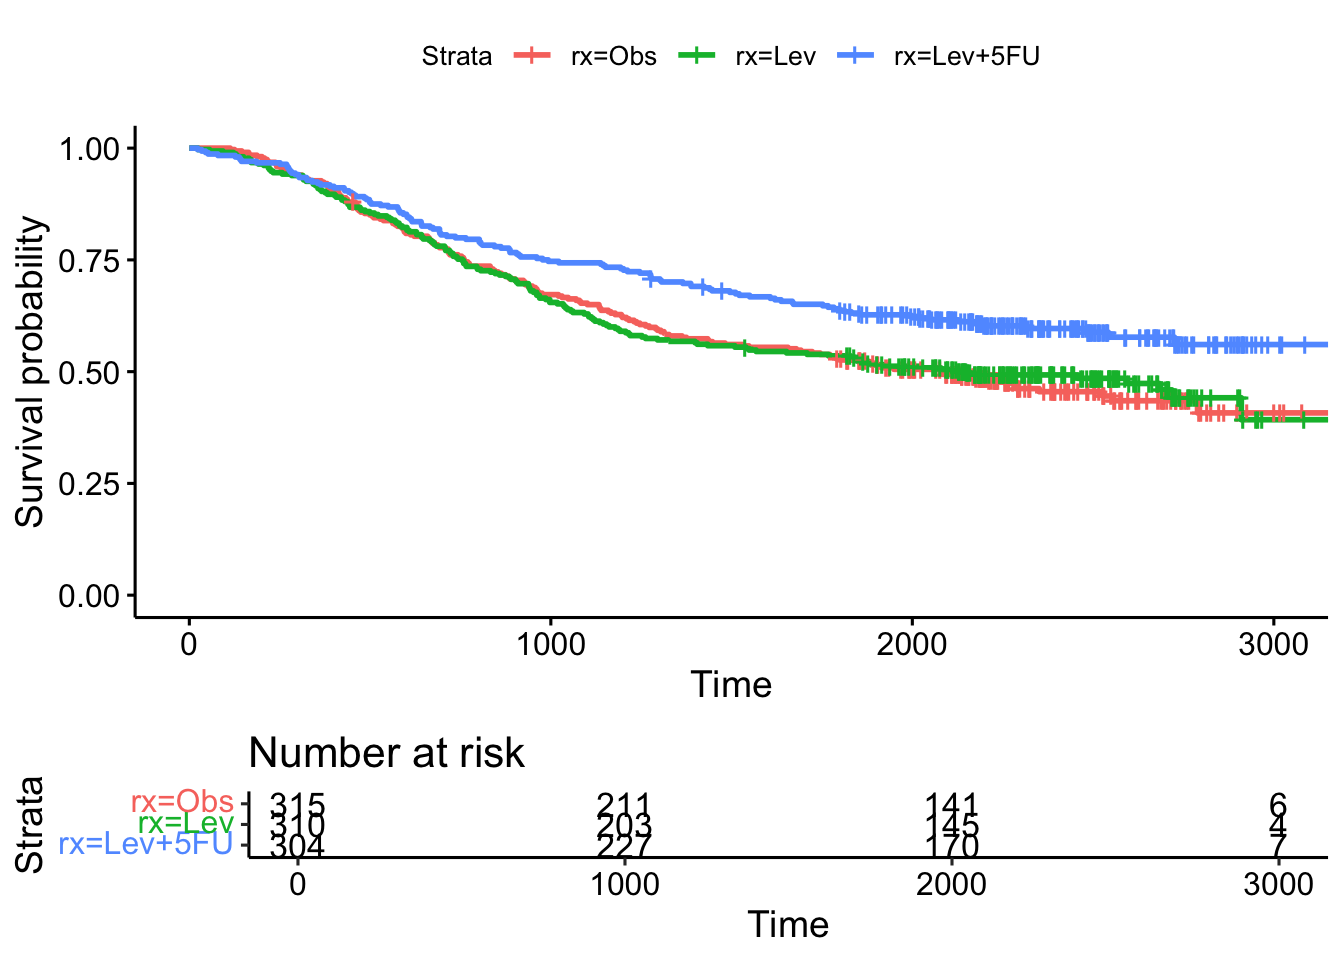 Strata rx=Obs rx=Lev rx=Lev+5FU
Survival probability
1.00
0.75
0.50
0.25
0.00
0 1000 2000 3000
Time
Number at risk
Strata
rx=Obs 315 211 141 6
rx=Lev 310 203 145 4
rx=Lev+5FU 304 227 170 7
0 1000 2000 3000
Time